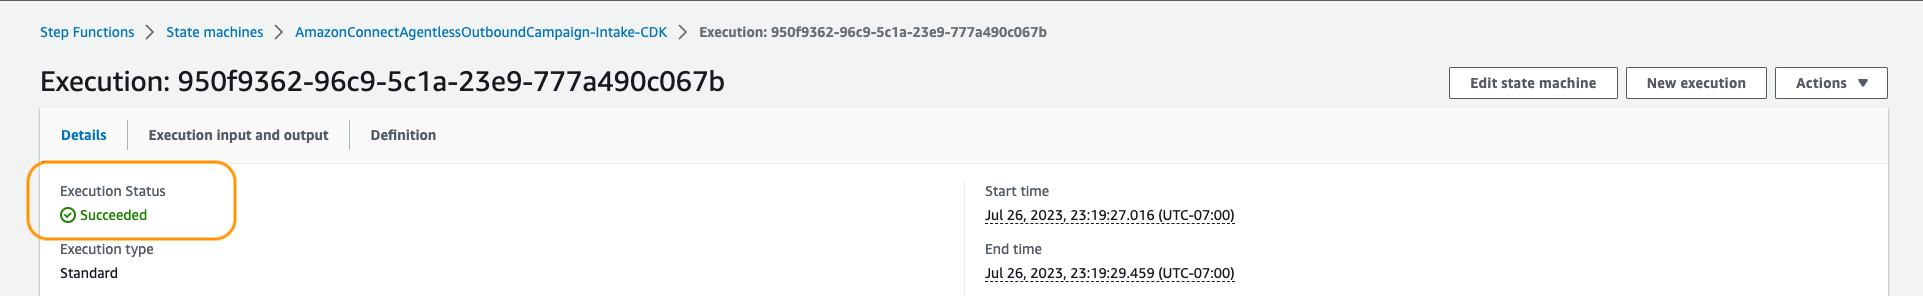 Step Functions > State machines > AmazonConnectAgentlessOutboundCampaign-Intake-CDK > Execution: 950f9362-96c9-5c1a-23e9-777a490c067b
Execution: 950f9362-96c9-5c1a-23e9-777a490c067b
Edit state machine
New execution
Actions ▼
Details
Execution input and output
Definition
Execution Status
Succeeded
Execution type
Standard
Start time
Jul 26, 2023, 23:19:27.016 (UTC-07:00)
End time
Jul 26, 2023, 23:19:29.459 (UTC-07:00)